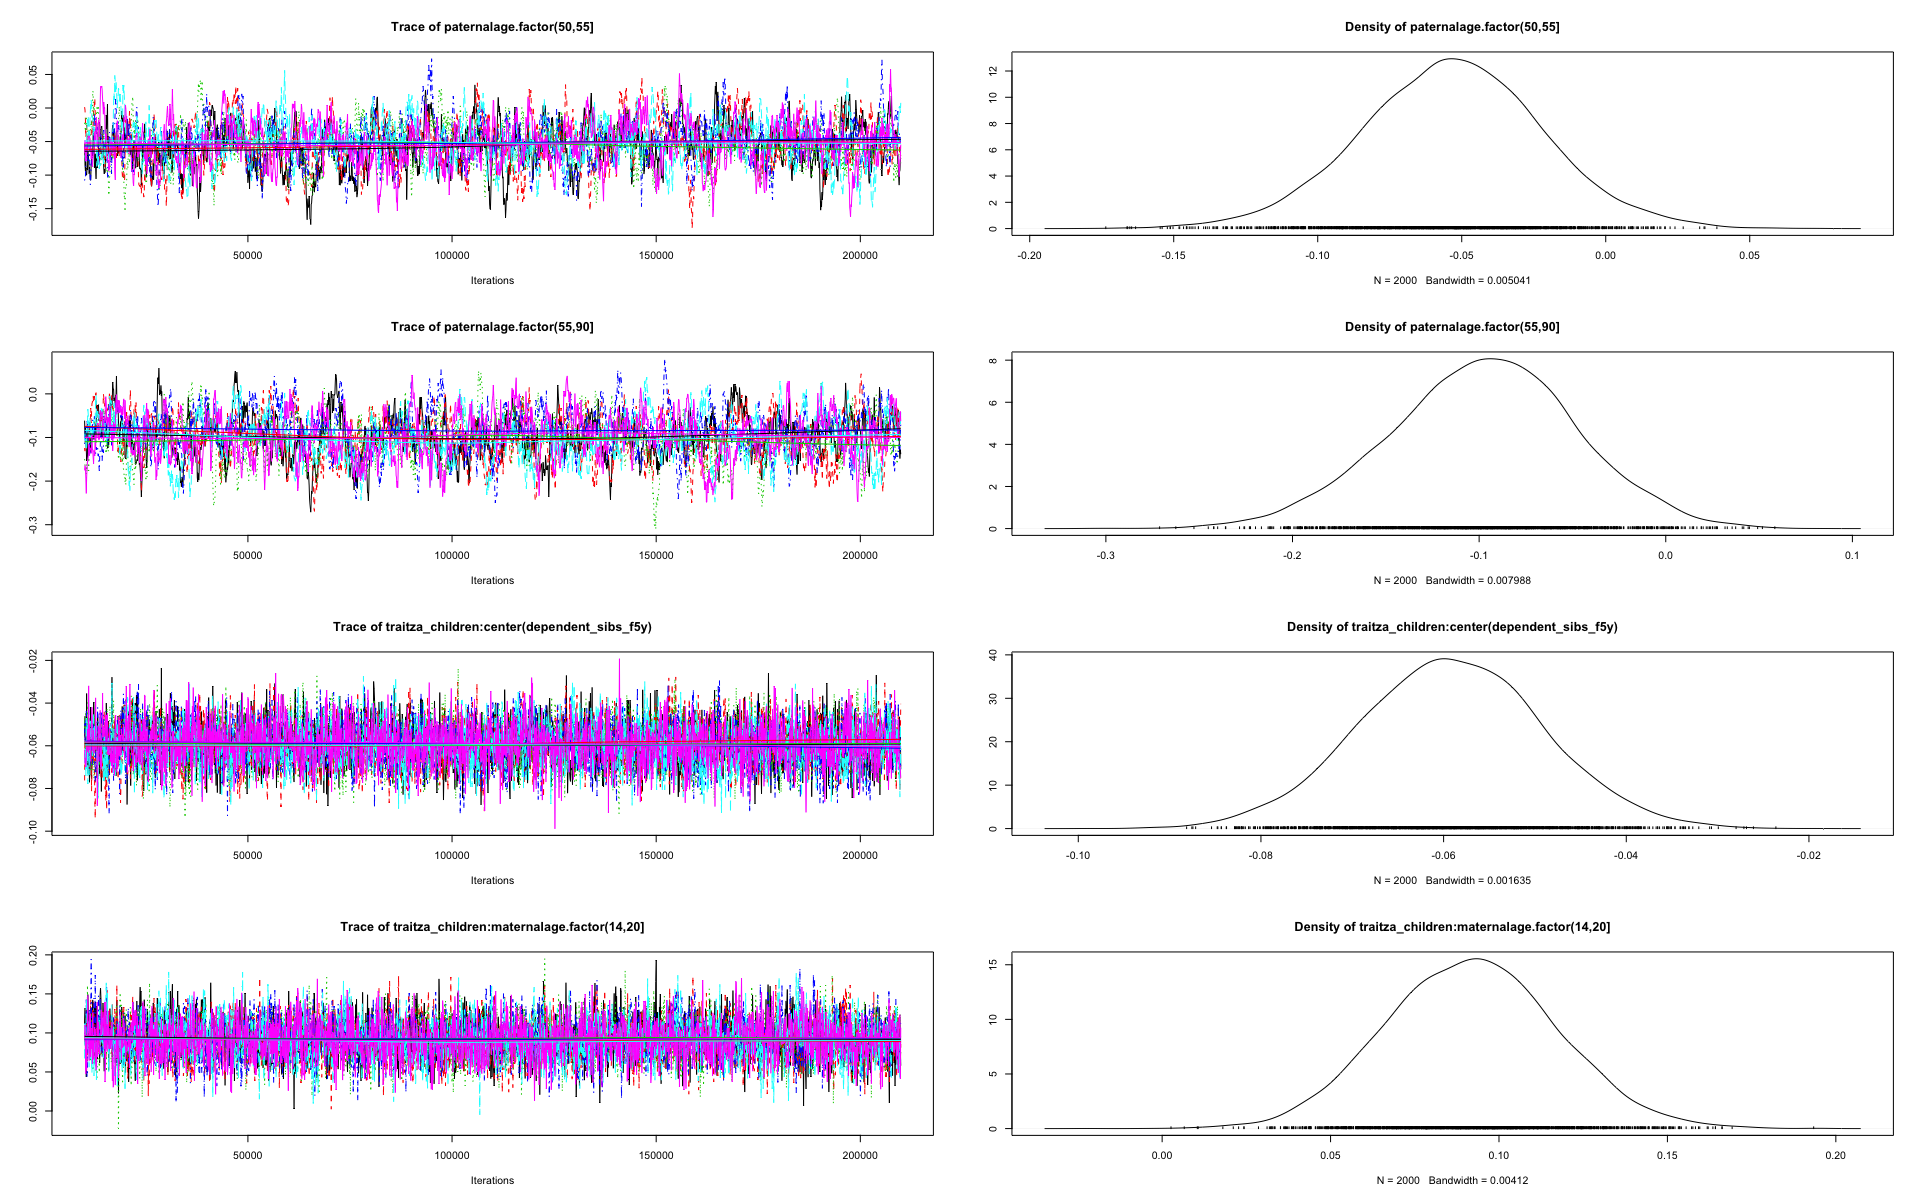 Trace of paternalage.factor(50,55]
0.05
0.00
-0.05
-0.10
-0.15
50000 100000 150000 200000
Iterations
Density of paternalage.factor(50,55]
12
10
8
6
4
2
0
-0.20 -0.15 -0.10 -0.05 0.00 0.05
N = 2000 Bandwidth = 0.005041
Trace of paternalage.factor(55,90]
0.0
-0.1
-0.2
-0.3
50000 100000 150000 200000
Iterations
Density of paternalage.factor(55,90]
8
6
4
2
0
-0.3 -0.2 -0.1 0.0 0.1
N = 2000 Bandwidth = 0.007988
Trace of traitza_children:center(dependent_sibs_f5y)
-0.02
-0.04
-0.06
-0.08
-0.10
50000 100000 150000 200000
Iterations
Density of traitza_children:center(dependent_sibs_f5y)
40
30
20
10
0
-0.10 -0.08 -0.06 -0.04 -0.02
N = 2000 Bandwidth = 0.001635
Trace of traitza_children:maternalage.factor(14,20]
0.20
0.15
0.10
0.05
0.00
50000 100000 150000 200000
Iterations
Density of traitza_children:maternalage.factor(14,20]
15
10
5
0
0.00 0.05 0.10 0.15 0.20
N = 2000 Bandwidth = 0.00412